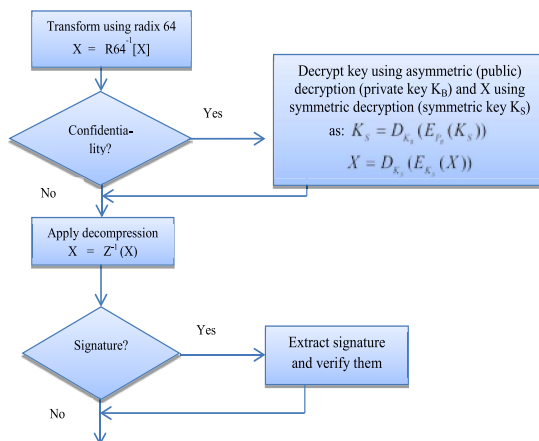 Transform using radix 64
X = R64⁻¹[X]
Confidentia-
lity?
Yes
Decrypt key using asymmetric (public)
decryption (private key K_B) and X using
symmetric decryption (symmetric key K_S)
as: K_S = D_{K_B}(E_{P_B}(K_S))
X = D_{K_S}(E_{K_S}(X))
No
Apply decompression
X = Z⁻¹(X)
Signature?
Yes
Extract signature
and verify them
No